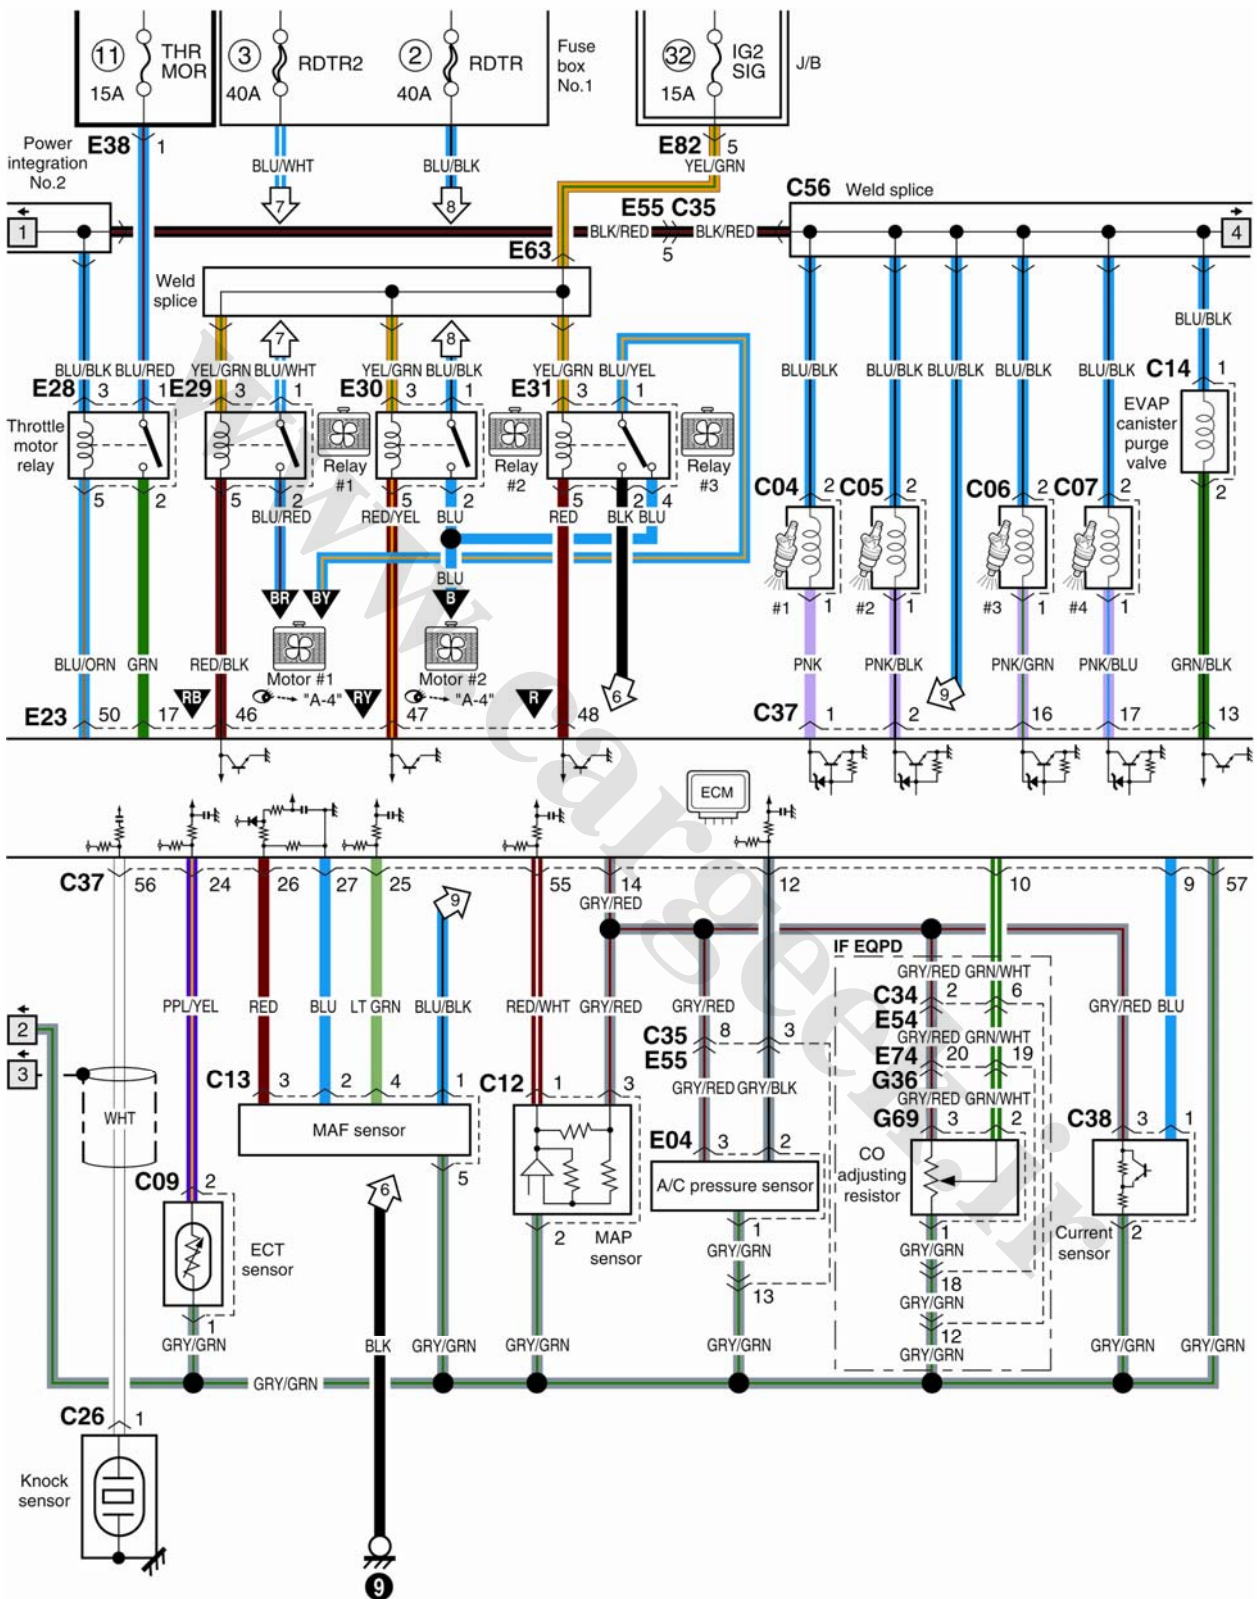 11 THR MOR 3 RDTR2 2 RDTR 32 IG2 SIG
Fuse box No.1
J/B
15A 40A 40A 15A
E38 1 E82 5
Power integration No.2
BLU/WHT BLU/BLK YEL/GRN
7 8
C56 Weld splice
E55 C35
1 BLK/RED BLK/RED 4
5
E63
Weld splice
7 8
BLU/BLK
BLU/BLK BLU/RED YEL/GRN BLU/WHT YEL/GRN BLU/BLK YEL/GRN BLU/YEL BLU/BLK BLU/BLK BLU/BLK BLU/BLK
C14 1
E28 3 1 E29 3 1 E30 3 1 E31 3 1
Throttle motor relay
Relay #1
Relay #2
Relay #3
EVAP canister purge valve
5 2 5 2 5 2 5 2 4
2
C04 2 C05 2 C06 2 C07 2
BLU/RED RED/YEL BLU RED BLK BLU
BLU
BR BY B
#1 1 #2 1 #3 1 #4 1
BLU/ORN GRN RED/BLK
Motor #1 Motor #2
"A-4" "A-4"
PNK PNK/BLK PNK/GRN PNK/BLU GRN/BLK
RB RY R 6 9
E23 50 17 46 47 48
C37 1 2 16 17 13
ECM
C37 56 24 26 27 25 55 14 12 10 9 57
9 GRY/RED
IF EQPD
GRY/RED GRN/WHT
C34 2 6
PPL/YEL RED BLU LT GRN BLU/BLK RED/WHT GRY/RED GRY/RED GRY/RED BLU
2
E54
C35 8 3
GRY/RED GRN/WHT
E55
E74 20 19
3
G36
C13 3 2 4 1 C12 1 3
GRY/RED GRY/BLK
GRY/RED GRN/WHT
WHT
MAF sensor
G69 3 2 C38 3 1
E04 3 2
CO adjusting resistor
C09 2
5
6
A/C pressure sensor
2 MAP sensor
1
GRY/GRN
1
GRY/GRN
Current sensor
2
ECT sensor
13
18
GRY/GRN
1
12
GRY/GRN BLK GRY/GRN GRY/GRN GRY/GRN GRY/GRN GRY/GRN GRY/GRN
GRY/GRN
C26 1
Knock sensor
9
www.cargeek.ir